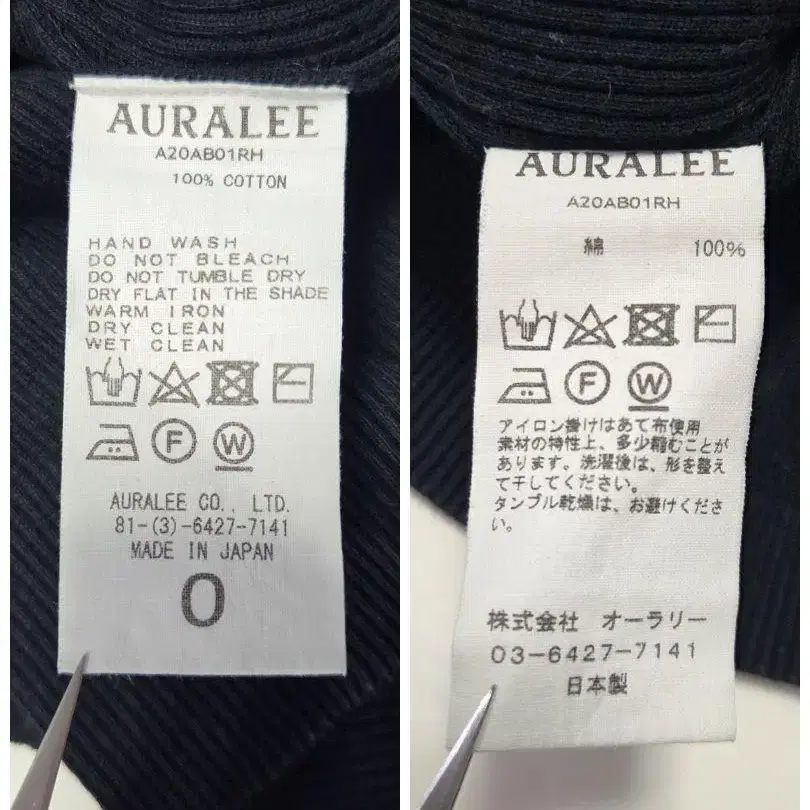 AURALEE
A20AB01RH
100% COTTON
HAND WASH
DO NOT BLEACH
DO NOT TUMBLE DRY
DRY FLAT IN THE SHADE
WARM IRON
DRY CLEAN
WET CLEAN
F W
AURALEE CO., LTD.
81-(3)-6427-7141
MADE IN JAPAN
0
AURALEE
A20AB01RH
綿 100%
F W
アイロン掛けはあて布使用
素材の特性上、多少縮むことが
あります。洗濯後は、形を整え
て干してください。
タンブル乾燥は、お避けくださ
い。
株式会社 オーラリー
03-6427-7141
日本製